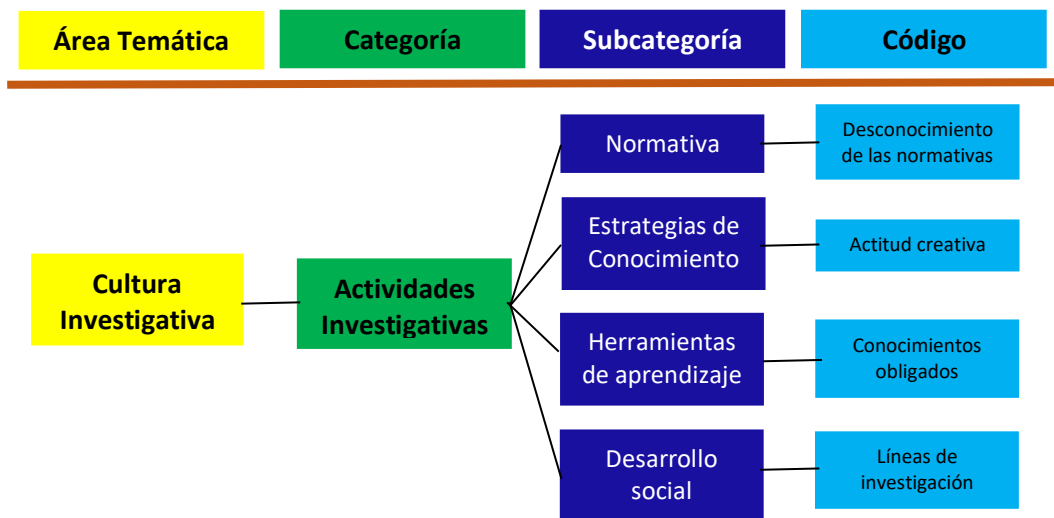 Área Temática
Categoría
Subcategoría
Código
Cultura
Investigativa
Actividades
Investigativas
Normativa
Desconocimiento
de las normativas
Estrategias de
Conocimiento
Actitud creativa
Herramientas
de aprendizaje
Conocimientos
obligados
Desarrollo
social
Líneas de
investigación